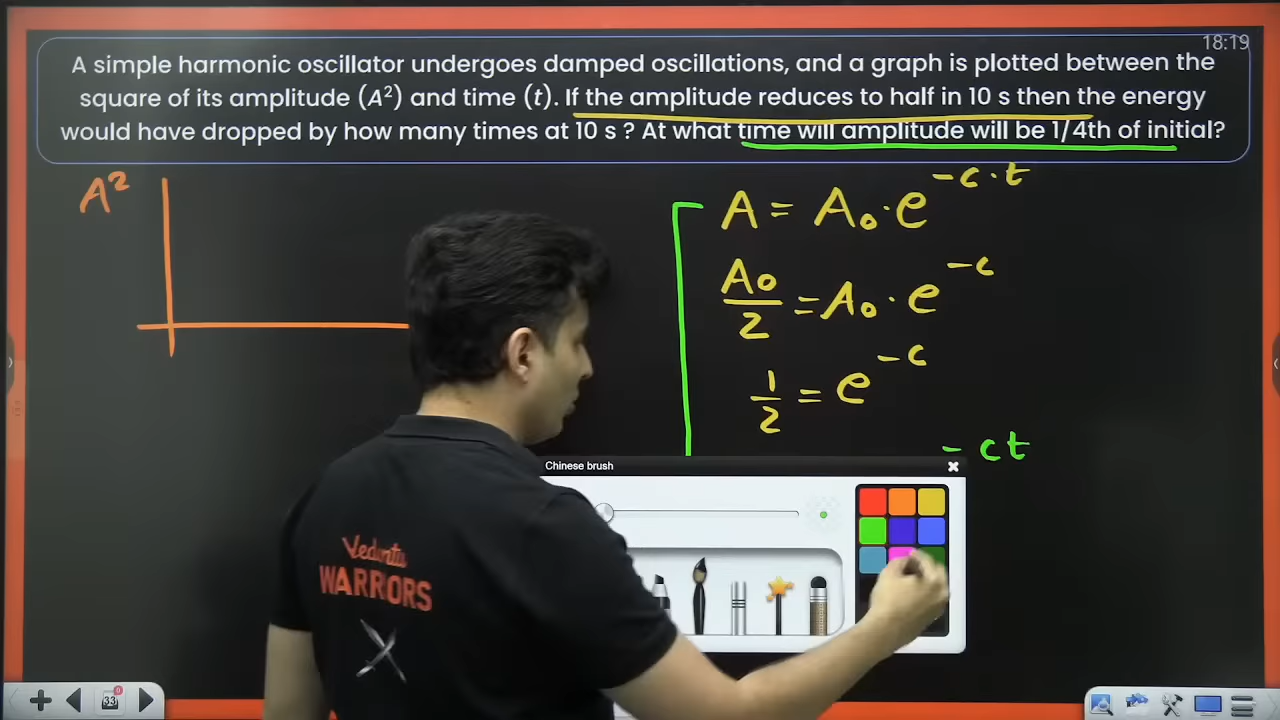 18:19
A simple harmonic oscillator undergoes damped oscillations, and a graph is plotted between the
square of its amplitude (A²) and time (t). If the amplitude reduces to half in 10 s then the energy
would have dropped by how many times at 10 s ? At what time will amplitude will be 1/4th of initial?
A²
A = A₀·e^{-c·t}
A₀/2 = A₀·e^{-c}
1/2 = e^{-c}
-ct
Chinese brush
Vedantu
WARRIORS
33